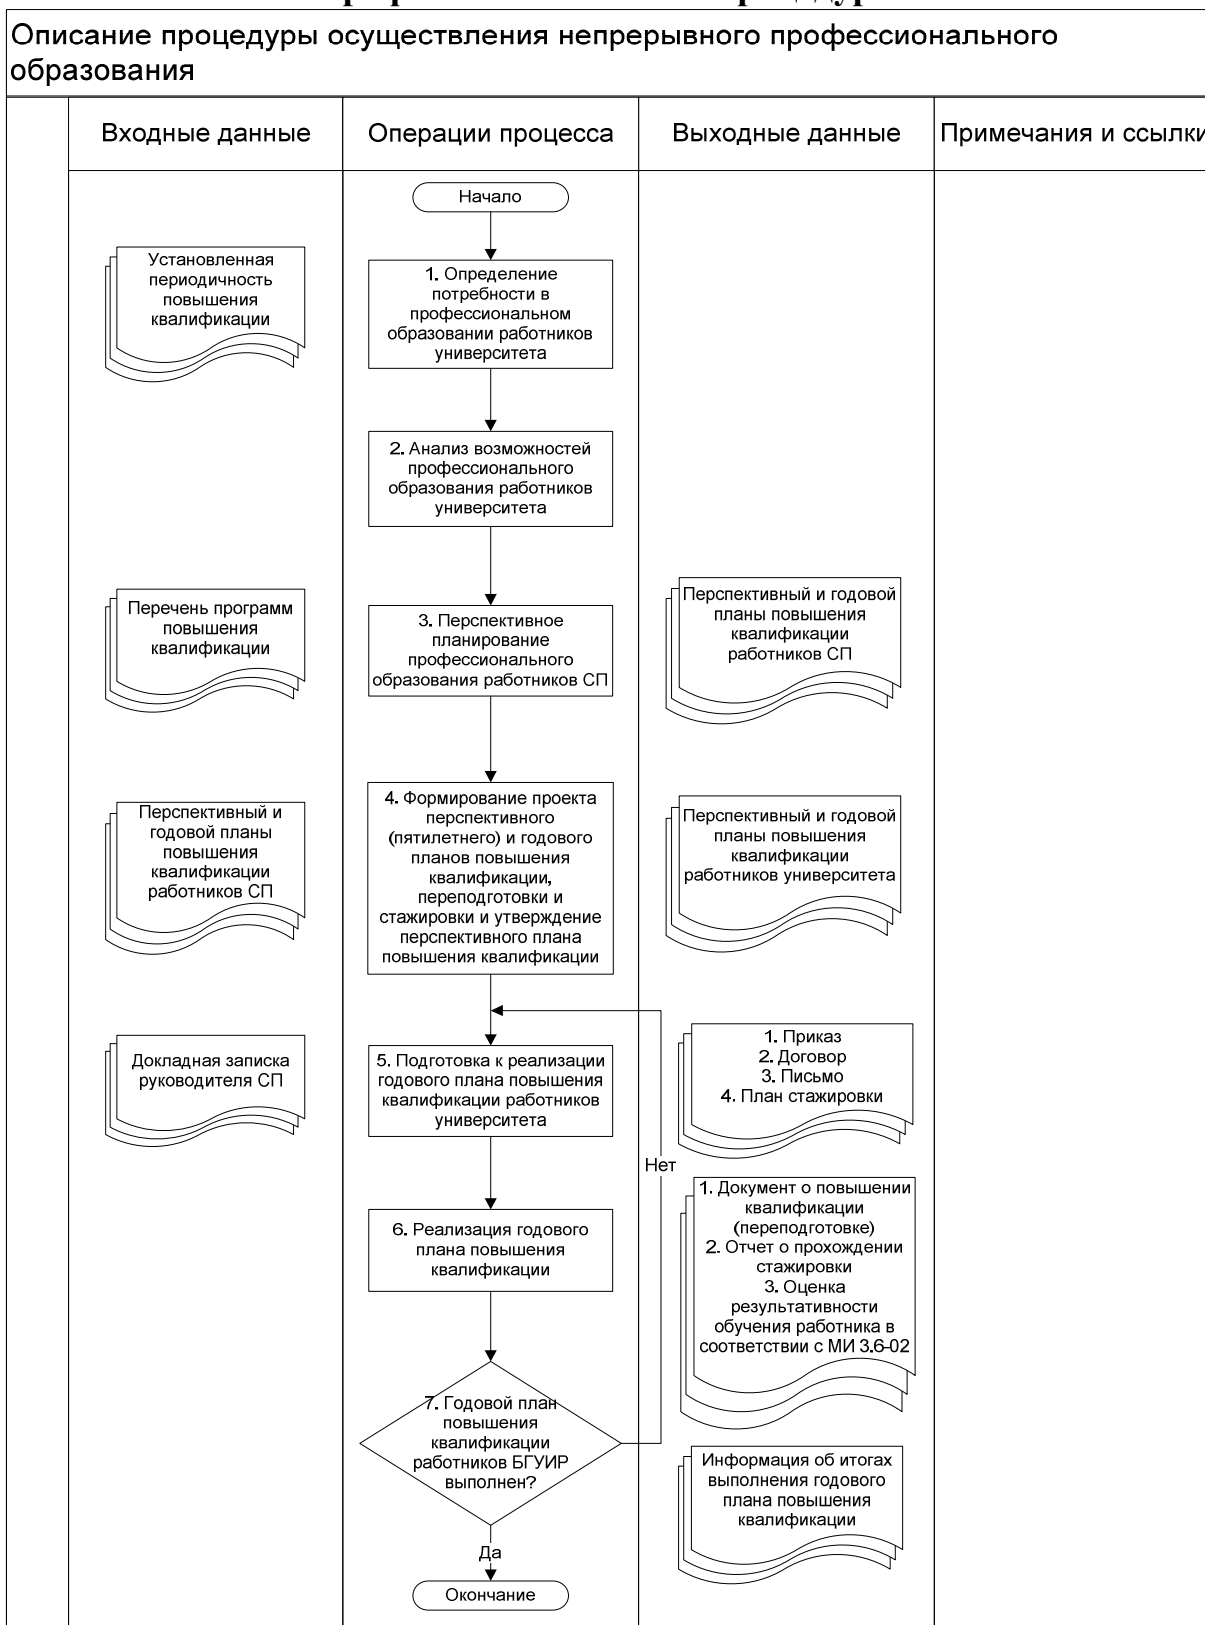 Описание процедуры осуществления непрерывного профессионального
образования
Входные данные
Операции процесса
Выходные данные
Примечания и ссылки
Начало
Установленная
периодичность
повышения
квалификации
1. Определение
потребности в
профессиональном
образовании работников
университета
2. Анализ возможностей
профессионального
образования работников
университета
Перечень программ
повышения
квалификации
3. Перспективное
планирование
профессионального
образования работников СП
Перспективный и годовой
планы повышения
квалификации
работников СП
Перспективный и
годовой планы
повышения
квалификации
работников СП
4. Формирование проекта
перспективного
(пятилетнего) и годового
планов повышения
квалификации,
переподготовки и
стажировки и утверждение
перспективного плана
повышения квалификации
Перспективный и годовой
планы повышения
квалификации
работников университета
Докладная записка
руководителя СП
5. Подготовка к реализации
годового плана повышения
квалификации работников
университета
1. Приказ
2. Договор
3. Письмо
4. План стажировки
Нет
6. Реализация годового
плана повышения
квалификации
1. Документ о повышении
квалификации
(переподготовке)
2. Отчет о прохождении
стажировки
3. Оценка
результативности
обучения работника в
соответствии с МИ 3.6-02
7. Годовой план
повышения
квалификации
работников БГУИР
выполнен?
Информация об итогах
выполнения годового
плана повышения
квалификации
Да
Окончание